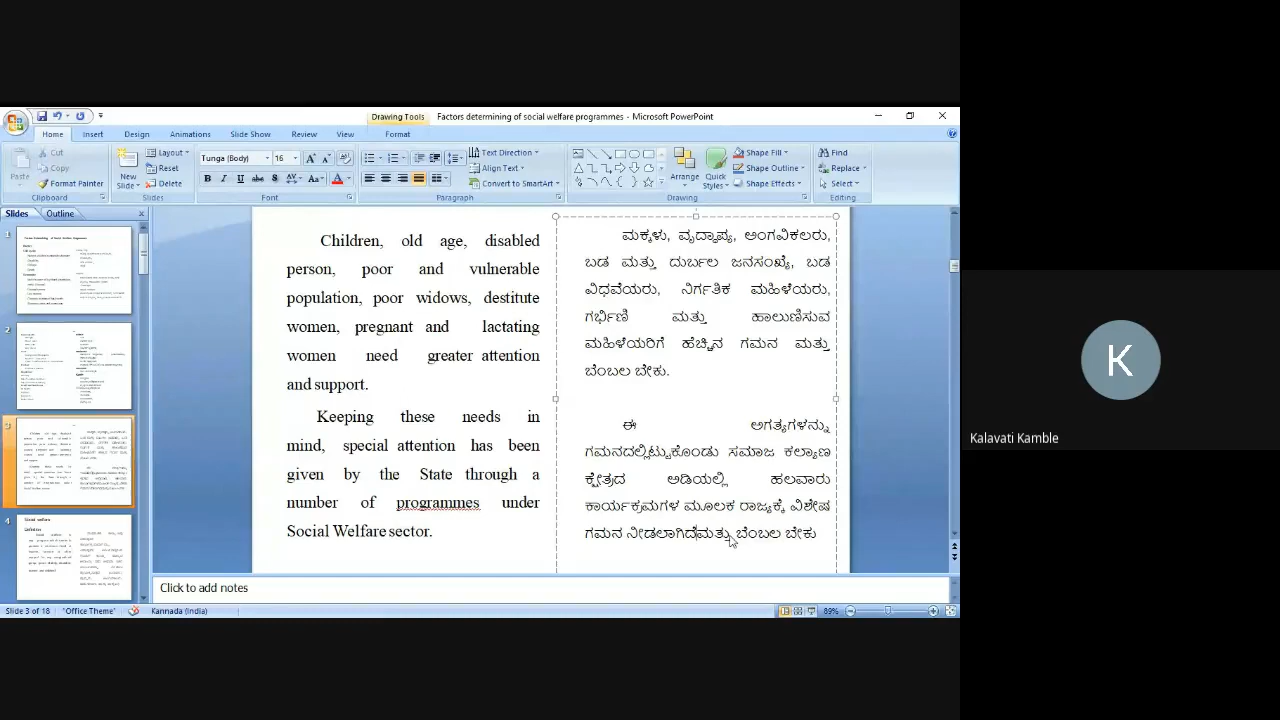 Drawing Tools
Factors determining of social welfare programmes - Microsoft PowerPoint
Home Insert Design Animations Slide Show Review View Format
Paste
Cut
Copy
Format Painter
Clipboard
New Slide
Layout
Reset
Delete
Slides
Tunga (Body) 16
Font
Text Direction
Align Text
Convert to SmartArt
Paragraph
Arrange
Quick Styles
Shape Fill
Shape Outline
Shape Effects
Drawing
Find
Replace
Select
Editing
Slides Outline
1
2
3
4
Children, old age, disabled
parson, poor and vulnerable
population, poor widows, destitute
women, pregnant and lactating
women need greater attention
and support.
Keeping these needs in
mind, special attention has been
given by the State through a
number of programmes under
Social Welfare sector.
ಮಕ್ಕಳು, ವೃದ್ಧಾಪ್ಯ, ಅಂಗವಿಕಲರು,
ಬಡ ಮತ್ತು ದುರ್ಬಲ ಜನರು, ಬಡ
ವಿಧವೆಯರು, ನಿರ್ಗತಿಕ ಮಹಿಳೆಯರು,
ಗರ್ಭಿಣಿ ಮತ್ತು ಹಾಲುಣಿಸುವ
ಮಹಿಳೆಯರಿಗೆ ಹೆಚ್ಚಿನ ಗಮನ ಮತ್ತು
ಬೆಂಬಲ ಬೇಕು.
ಈ ಅಗತ್ಯಗಳನ್ನು
ಸಮಾಜ ಕಲ್ಯಾಣ
ಕ್ಷೇತ್ರದ ಅಡಿಯಲ್ಲಿ ಹಲವಾರು
ಕಾರ್ಯಕ್ರಮಗಳ ಮೂಲಕ ರಾಜ್ಯಕ್ಕೆ ವಿಶೇಷ
ಗಮನ
Click to add notes
Slide 3 of 18 "Office Theme" Kannada (India) 89%
K
Kalavati Kamble